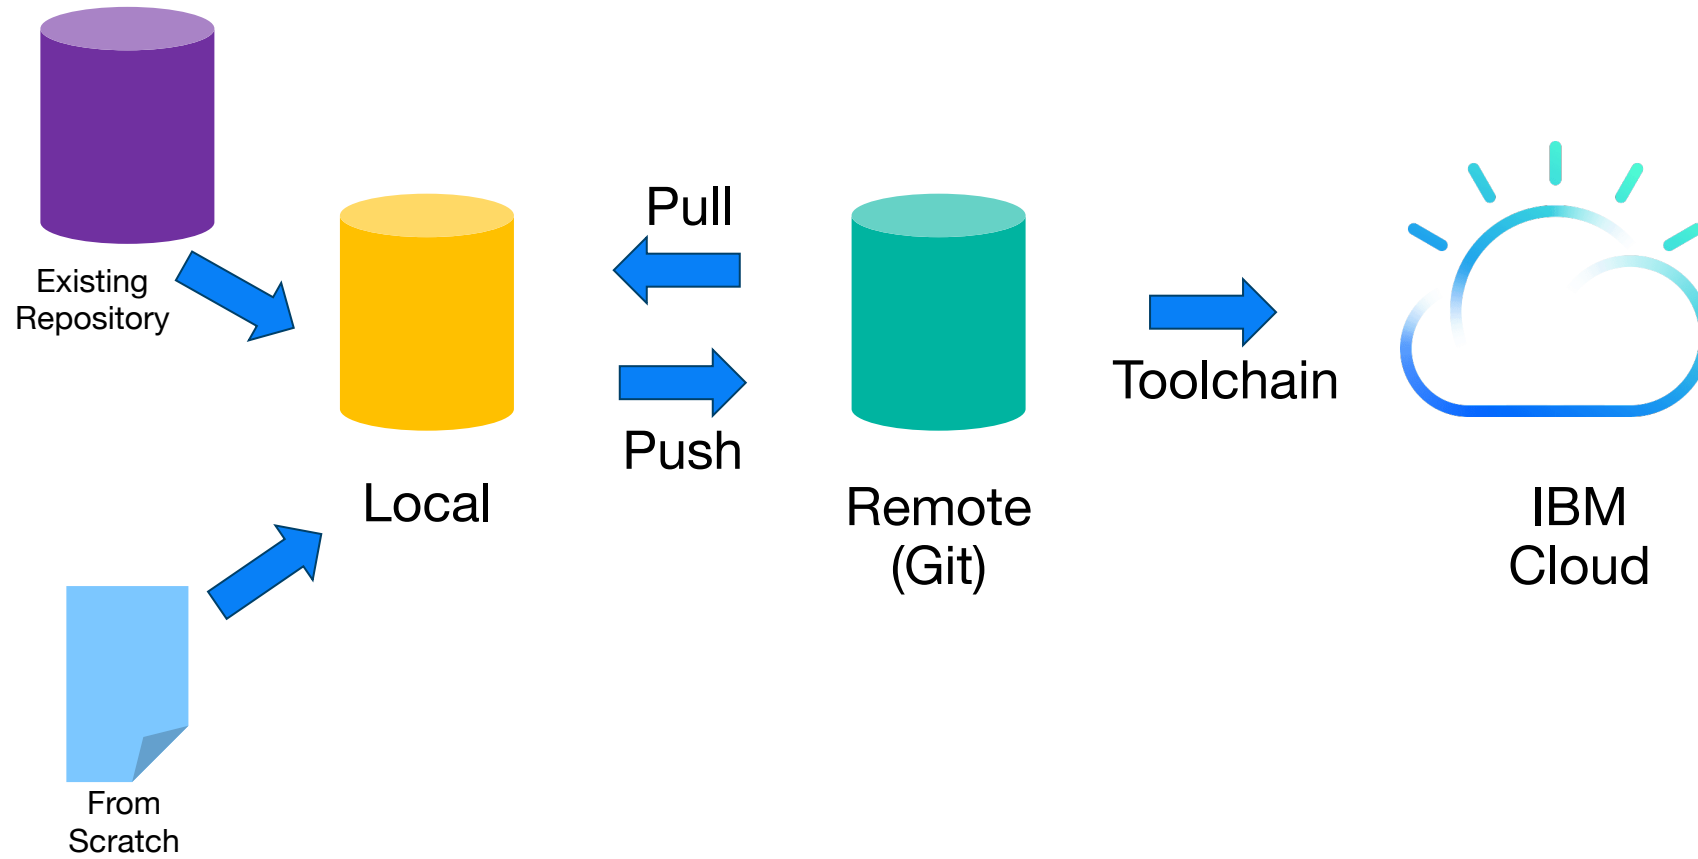 Existing
Repository
Local
Pull
Push
Remote
(Git)
Toolchain
IBM
Cloud
From
Scratch